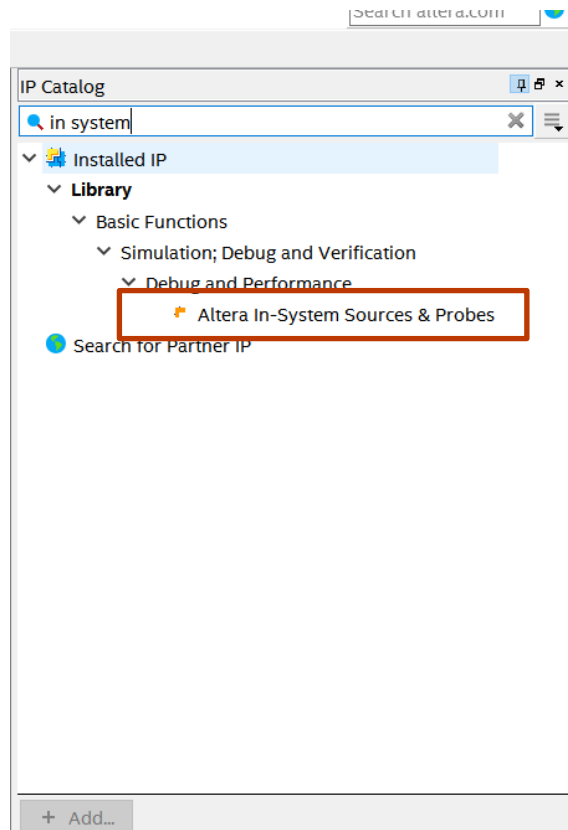 Search altera.com
IP Catalog
in system
Installed IP
Library
Basic Functions
Simulation; Debug and Verification
Debug and Performance
Altera In-System Sources & Probes
Search for Partner IP
+ Add...